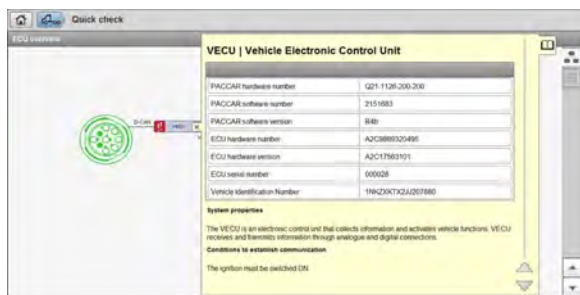 Quick check
ECU overview
VECU | Vehicle Electronic Control Unit
PACCAR hardware number Q21-1126-200-200
PACCAR software number 2151683
PACCAR software version R4b
ECU hardware number
ECU hardware version A2C17563101
ECU serial number 000028
Vehicle Identification Number
D-CAN
System properties
The VECU is an electronic control unit that collects information and activates vehicle functions. VECU
receives and transmits information through analogue and digital connections.
Conditions to establish communication
The ignition must be switched ON.